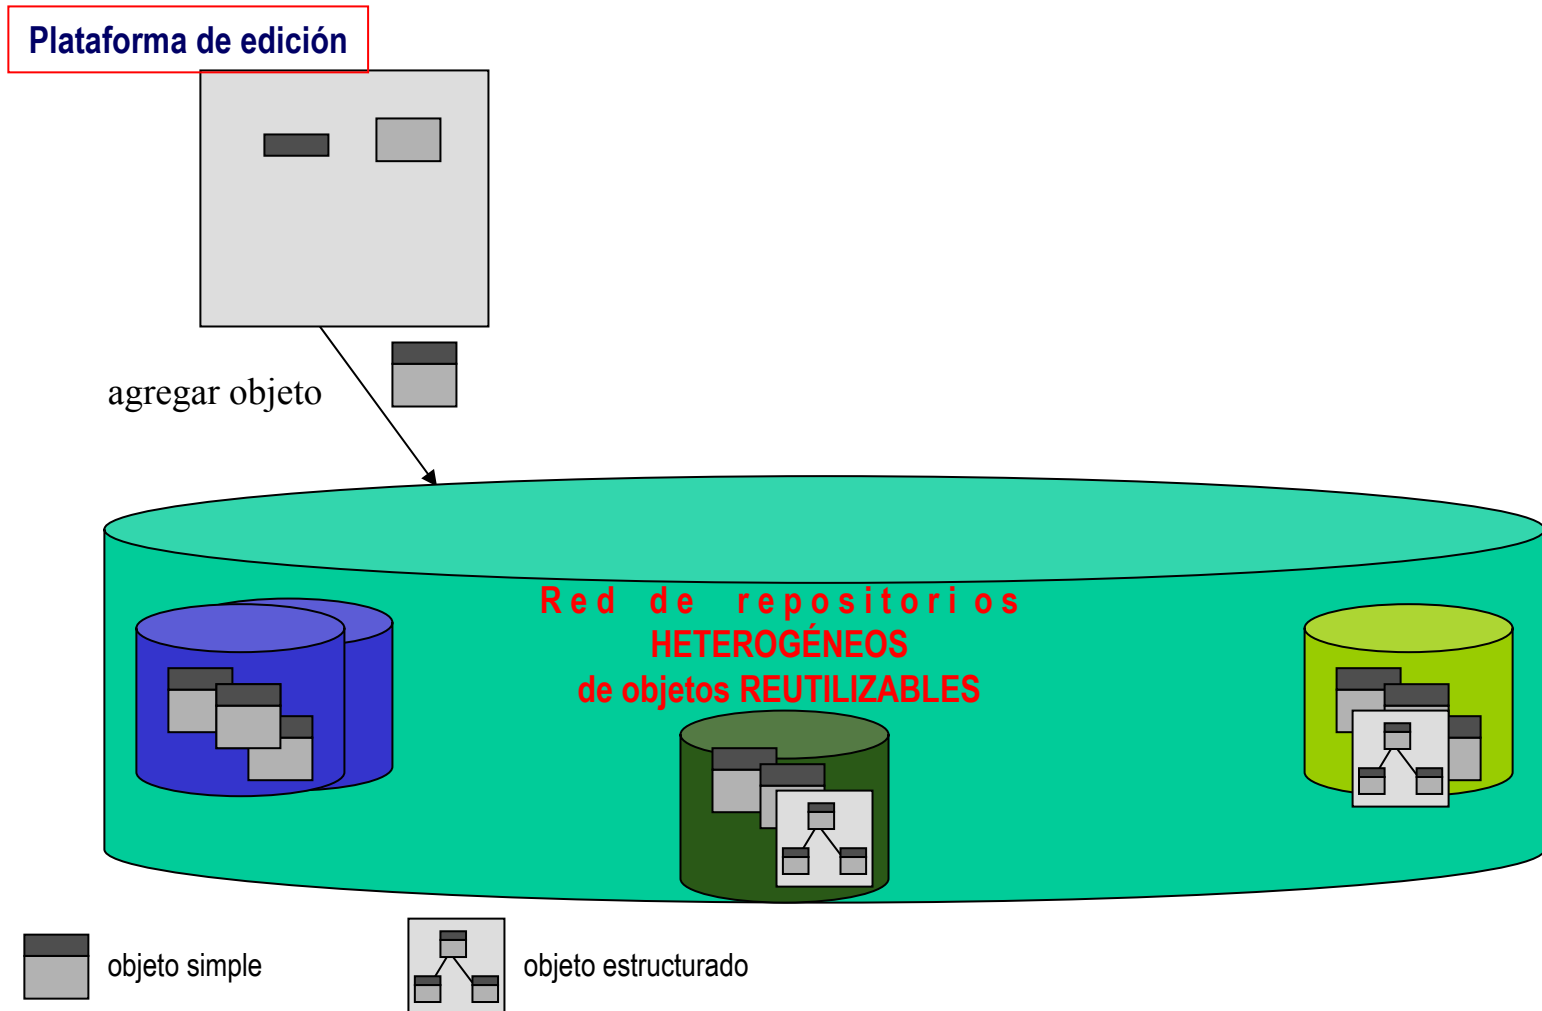 Plataforma de edición
agregar objeto
Red de repositorios
HETEROGÉNEOS
de objetos REUTILIZABLES
objeto simple
objeto estructurado